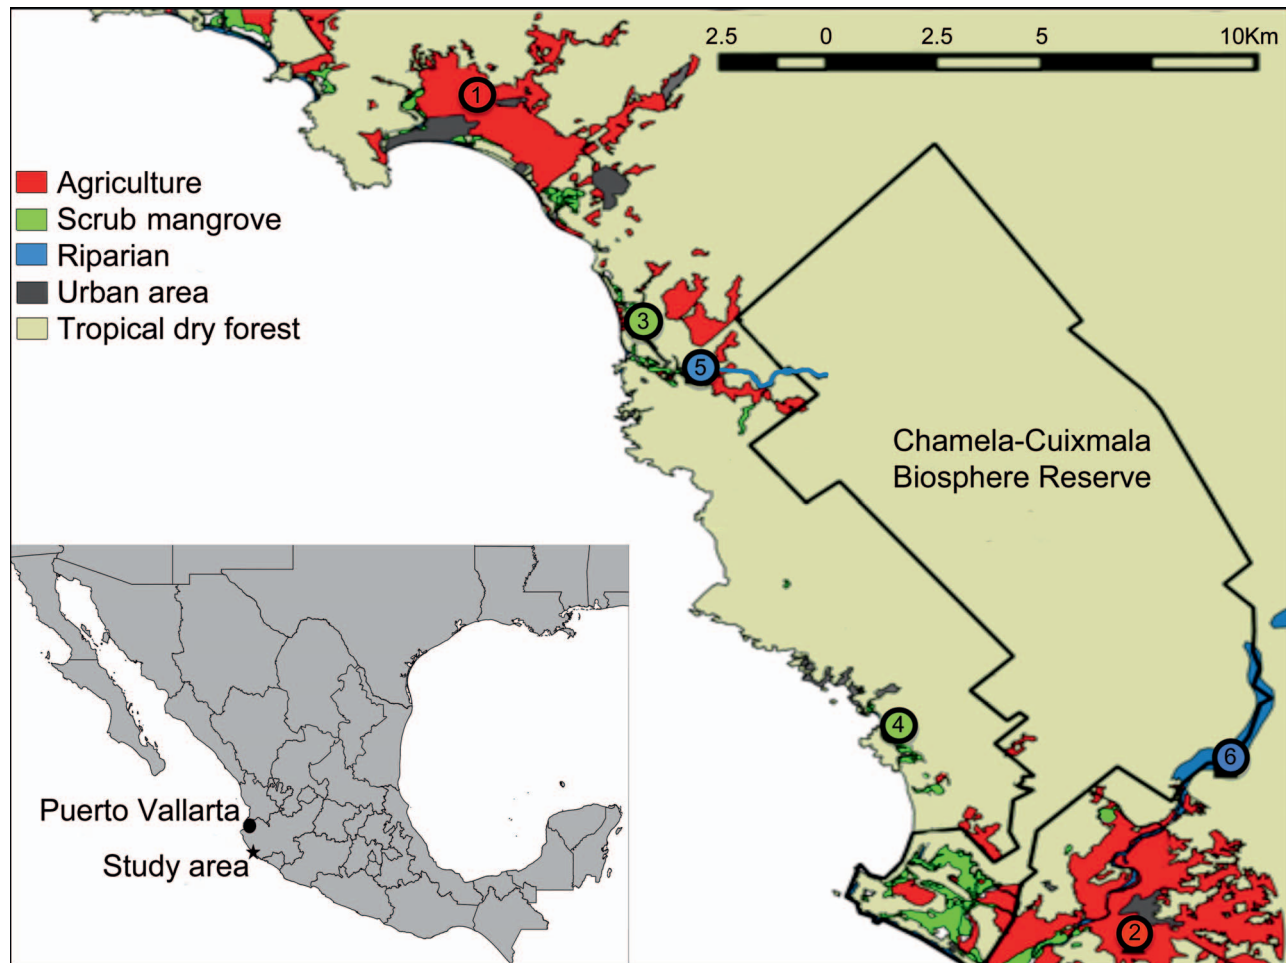 2.5 0 2.5 5 10Km
1
Agriculture
Scrub mangrove
Riparian
Urban area
Tropical dry forest
3
5
Chamela-Cuixmala
Biosphere Reserve
4
6
Puerto Vallarta
Study area
2